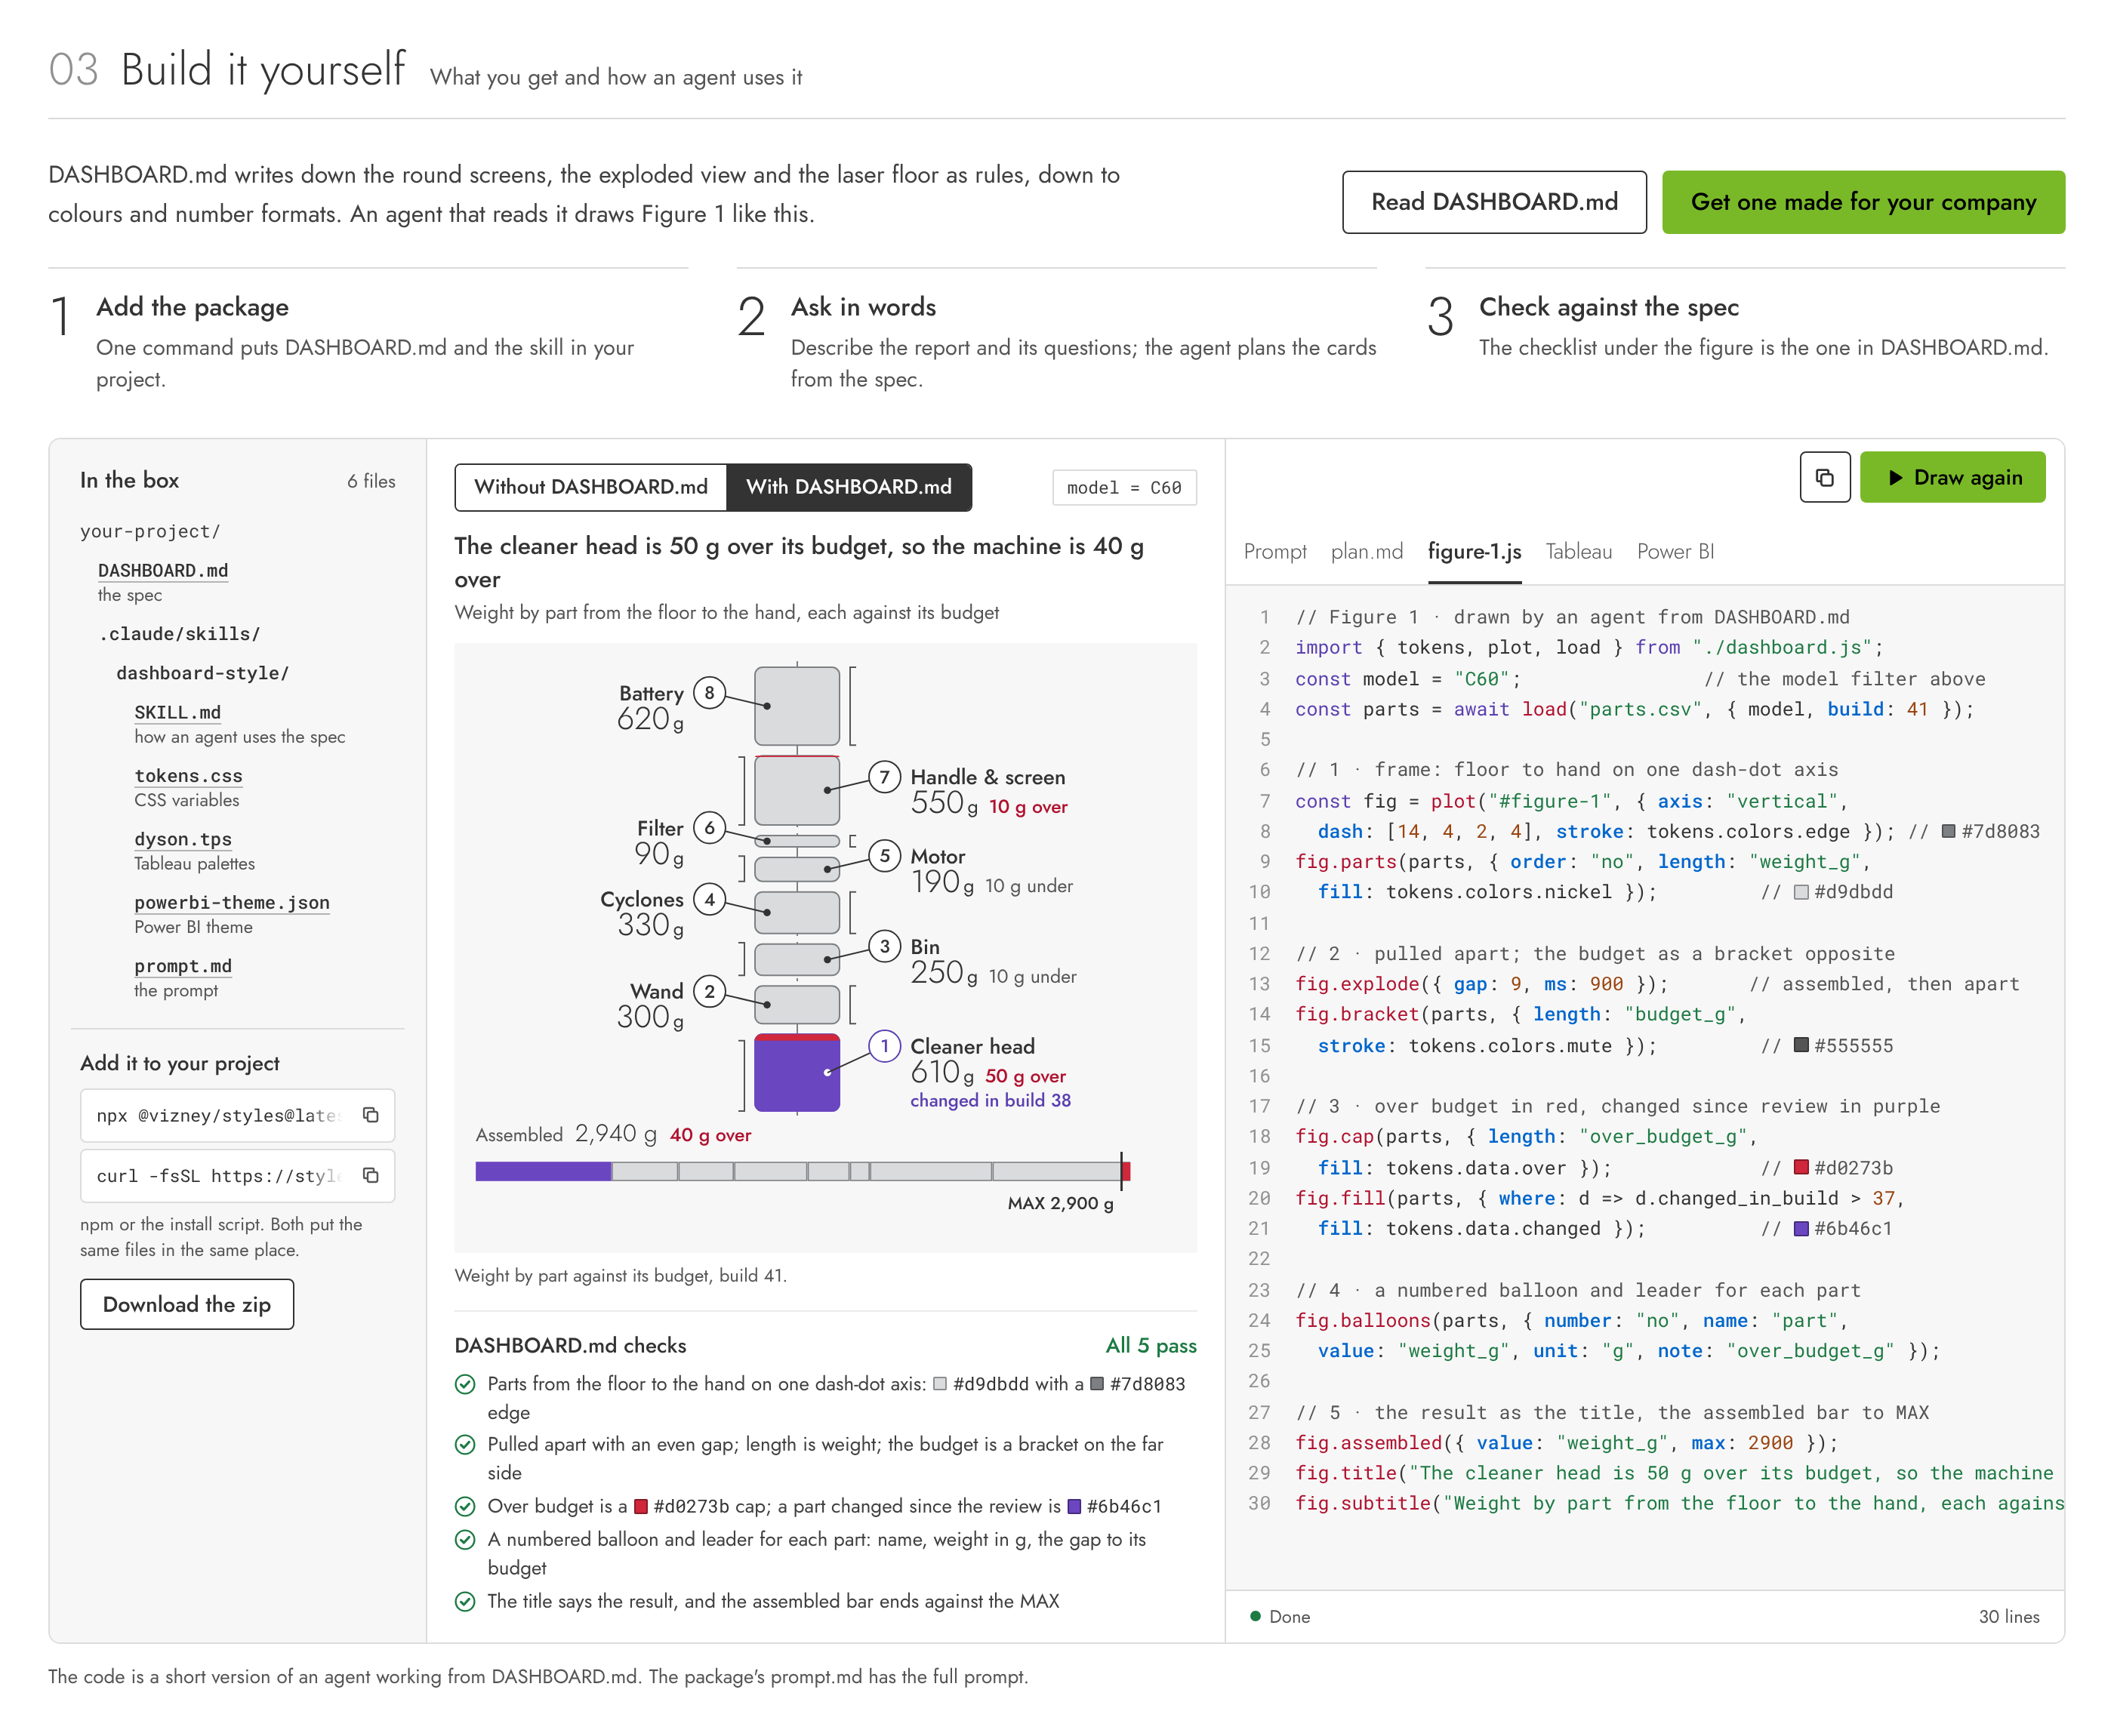 03 Build it yourself What you get and how an agent uses it
DASHBOARD.md writes down the round screens, the exploded view and the laser floor as rules, down to
colours and number formats. An agent that reads it draws Figure 1 like this.
Read DASHBOARD.md
Get one made for your company
1 Add the package
One command puts DASHBOARD.md and the skill in your
project.
2 Ask in words
Describe the report and its questions; the agent plans the cards
from the spec.
3 Check against the spec
The checklist under the figure is the one in DASHBOARD.md.
In the box 6 files
your-project/
DASHBOARD.md
the spec
.claude/skills/
dashboard-style/
SKILL.md
how an agent uses the spec
tokens.css
CSS variables
dyson.tps
Tableau palettes
powerbi-theme.json
Power BI theme
prompt.md
the prompt
Add it to your project
npx @vizney/styles@lates
curl -fsSL https://style
npm or the install script. Both put the
same files in the same place.
Download the zip
Without DASHBOARD.md With DASHBOARD.md model = C60
The cleaner head is 50 g over its budget, so the machine is 40 g
over
Weight by part from the floor to the hand, each against its budget
Battery 8
620 g
7 Handle & screen
550 g 10 g over
Filter 6
90 g
5 Motor
190 g 10 g under
Cyclones 4
330 g
3 Bin
250 g 10 g under
Wand 2
300 g
1 Cleaner head
610 g 50 g over
changed in build 38
Assembled 2,940 g 40 g over
MAX 2,900 g
Weight by part against its budget, build 41.
DASHBOARD.md checks All 5 pass
Parts from the floor to the hand on one dash-dot axis: #d9dbdd with a #7d8083
edge
Pulled apart with an even gap; length is weight; the budget is a bracket on the far
side
Over budget is a #d0273b cap; a part changed since the review is #6b46c1
A numbered balloon and leader for each part: name, weight in g, the gap to its
budget
The title says the result, and the assembled bar ends against the MAX
Draw again
Prompt plan.md figure-1.js Tableau Power BI
1 // Figure 1 · drawn by an agent from DASHBOARD.md
2 import { tokens, plot, load } from "./dashboard.js";
3 const model = "C60"; // the model filter above
4 const parts = await load("parts.csv", { model, build: 41 });
5
6 // 1 · frame: floor to hand on one dash-dot axis
7 const fig = plot("#figure-1", { axis: "vertical",
8 dash: [14, 4, 2, 4], stroke: tokens.colors.edge }); // #7d8083
9 fig.parts(parts, { order: "no", length: "weight_g",
10 fill: tokens.colors.nickel }); // #d9dbdd
11
12 // 2 · pulled apart; the budget as a bracket opposite
13 fig.explode({ gap: 9, ms: 900 }); // assembled, then apart
14 fig.bracket(parts, { length: "budget_g",
15 stroke: tokens.colors.mute }); // #555555
16
17 // 3 · over budget in red, changed since review in purple
18 fig.cap(parts, { length: "over_budget_g",
19 fill: tokens.data.over }); // #d0273b
20 fig.fill(parts, { where: d => d.changed_in_build > 37,
21 fill: tokens.data.changed }); // #6b46c1
22
23 // 4 · a numbered balloon and leader for each part
24 fig.balloons(parts, { number: "no", name: "part",
25 value: "weight_g", unit: "g", note: "over_budget_g" });
26
27 // 5 · the result as the title, the assembled bar to MAX
28 fig.assembled({ value: "weight_g", max: 2900 });
29 fig.title("The cleaner head is 50 g over its budget, so the machine
30 fig.subtitle("Weight by part from the floor to the hand, each agains
Done 30 lines
The code is a short version of an agent working from DASHBOARD.md. The package's prompt.md has the full prompt.